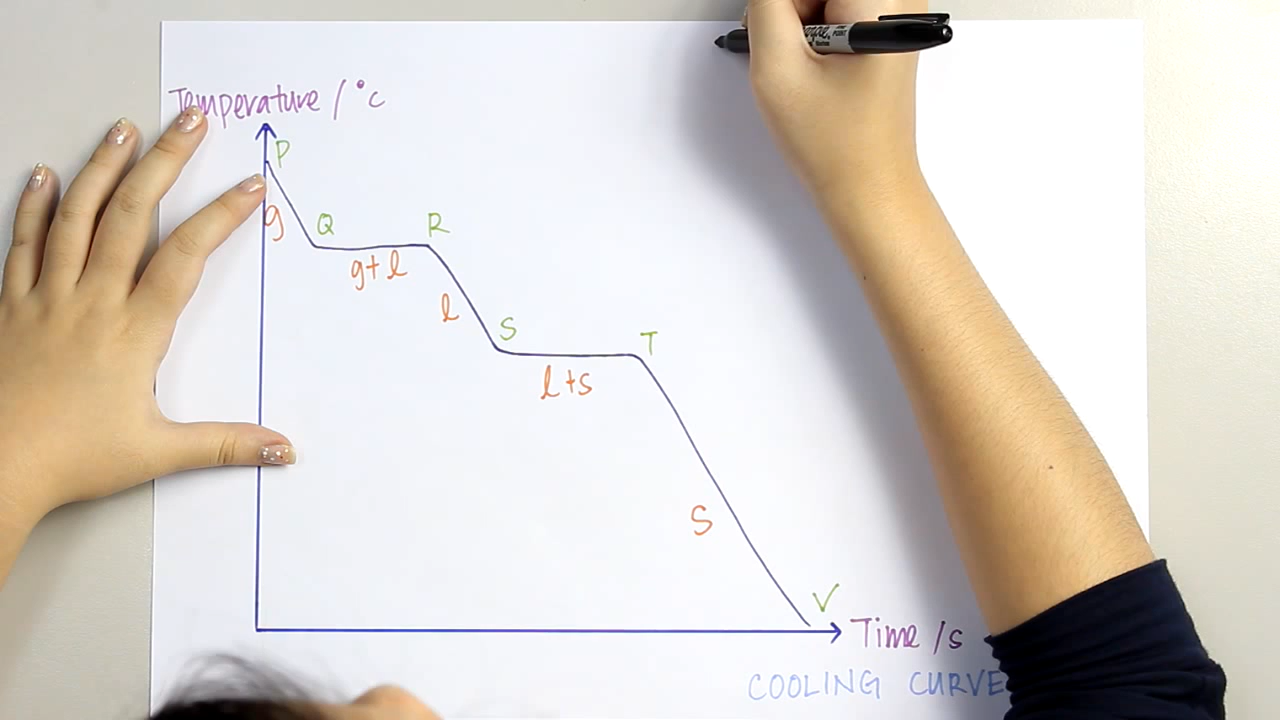 Temperature / °C
P
g
Q
R
g + l
l
S
T
l + s
S
V
Time /s
COOLING CURVE